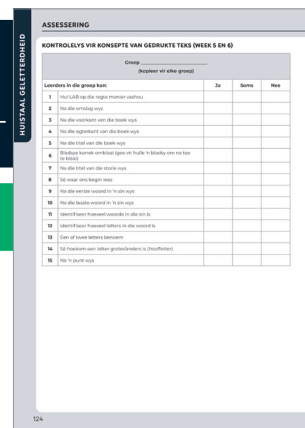 HUISTAAL GELETTERDHEID
ASSESSERING
KONTROLELYS VIR KONSEPTE VAN GEDRUKTE TEKS (WEEK 5 EN 6)
Groep
(kopieer vir elke groep)
Leerders in die groep kan: Ja Soms Nee
1 Hul LAB op die regte manier vashou
2 Na die omslag wys
3 Na die voorkant van die boek wys
4 Na die agterkant van die boek wys
5 Na die titel van die boek wys
6 Bladsye korrek omblaai (gee vir hulle 'n bladsy om na toe
te blaai)
7 Na die titel van die storie wys
8 Sê waar ons begin lees
9 Na die eerste woord in 'n sin wys
10 Na die laaste woord in 'n sin wys
11 Identifiseer hoeveel woorde in die sin is
12 Identifiseer hoeveel letters in die woord is
13 Een of twee letters benoem
14 Sê hoekom een letter groter/anders is (hoofletter)
15 Na 'n punt wys
124